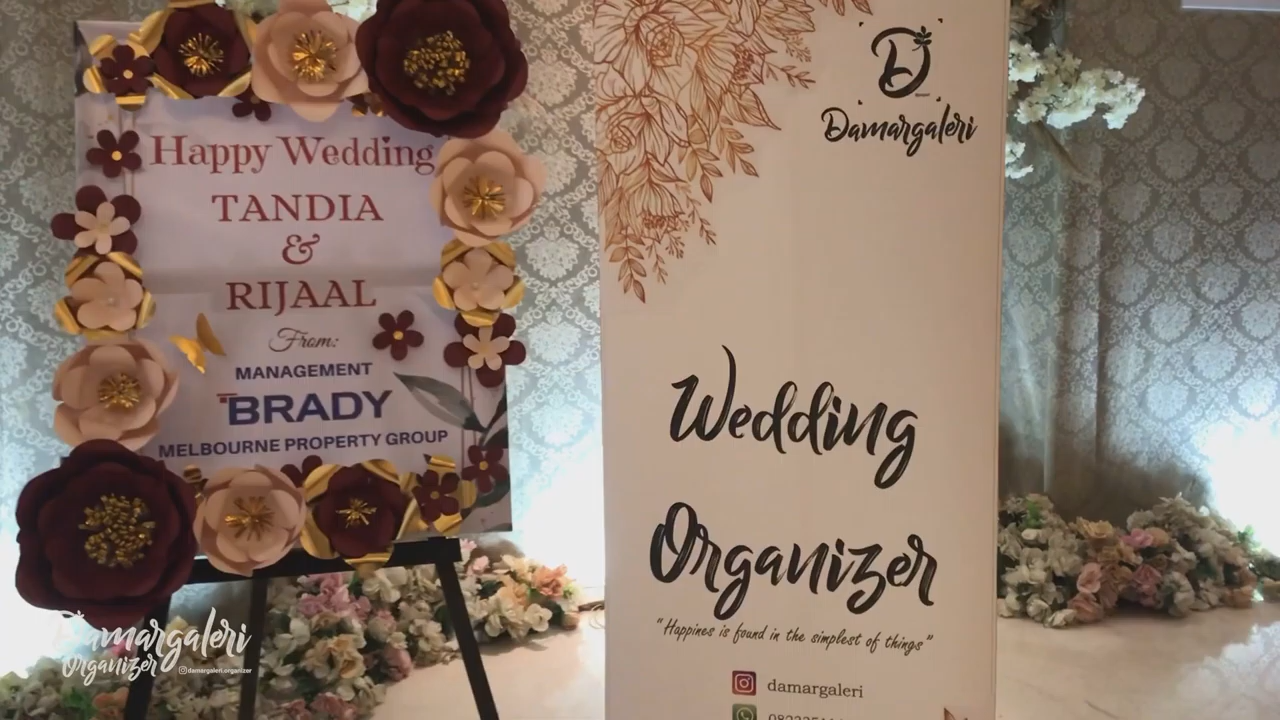 Happy Wedding
TANDIA
&
RIJAAL
From:
MANAGEMENT
BRADY
MELBOURNE PROPERTY GROUP
D
Damargaleri
Wedding
Organizer
"Happines is found in the simplest of things"
damargaleri
Damargaleri
Organizer
damargaleri.organizer